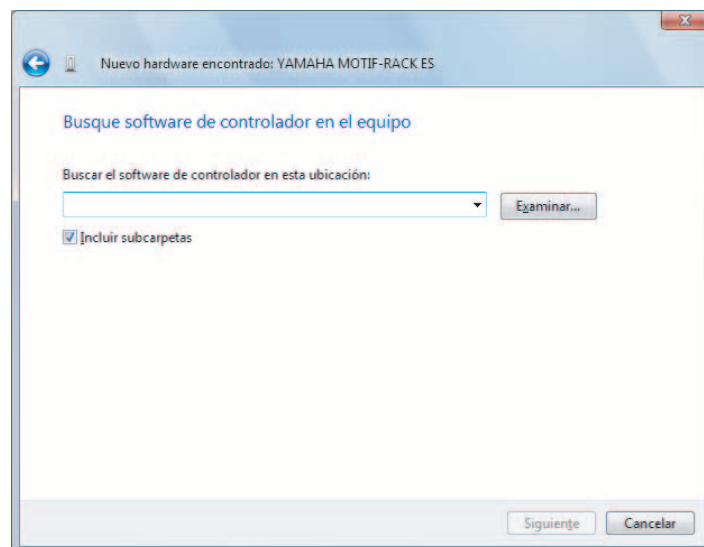 Nuevo hardware encontrado: YAMAHA MOTIF-RACK ES
Busque software de controlador en el equipo
Buscar el software de controlador en esta ubicación:
Examinar...
Incluir subcarpetas
Siguiente
Cancelar